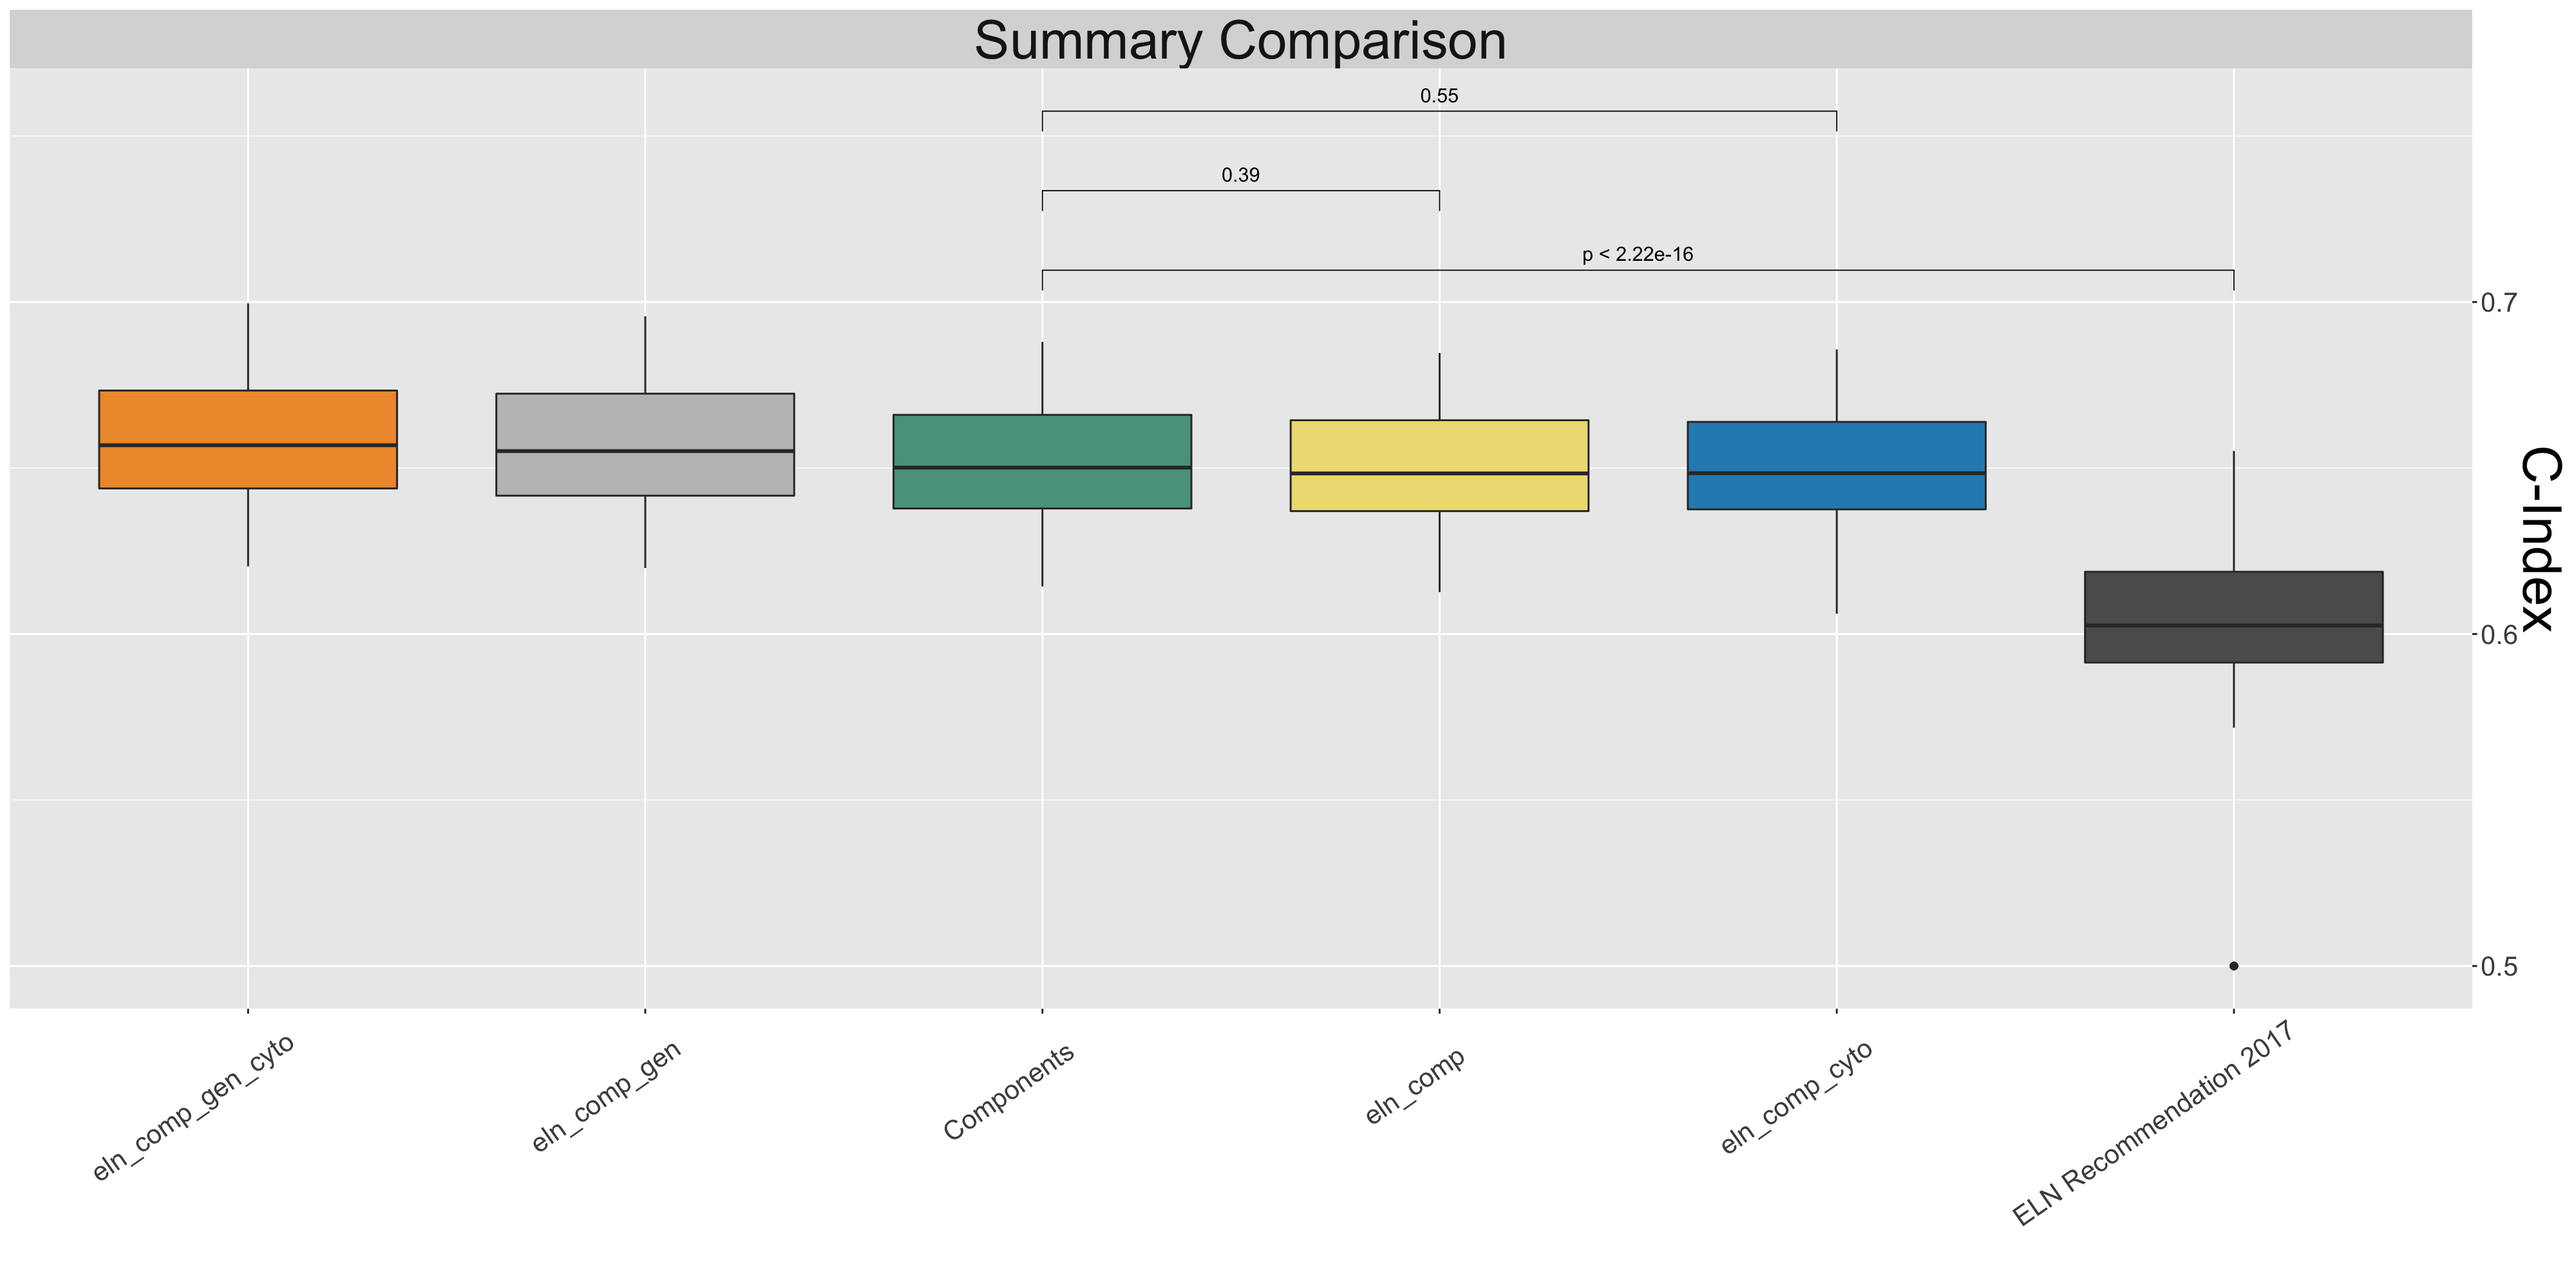 Summary Comparison
0.55
0.39
p < 2.22e-16
0.7
0.6
0.5
C-Index
eln_comp_gen_cyto
eln_comp_gen
Components
eln_comp
eln_comp_cyto
ELN Recommendation 2017